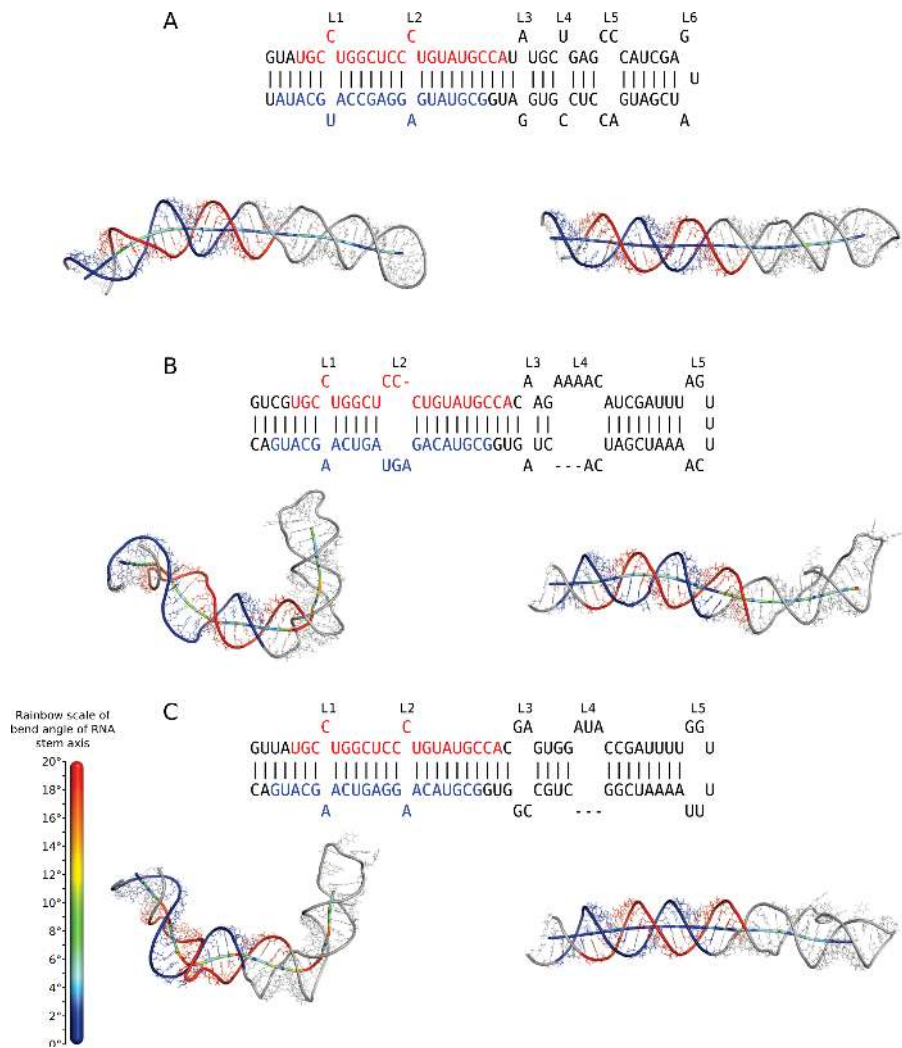 A
L1 L2 L3 L4 L5 L6
C C A U CC G
GUAUGC UGGCUCC UGUAUGCCAU UGC GAG CAUCGA
U
UAUACG ACCGAGG GUAUGCGGUA GUG CUC GUAGCU
U A G C CA A
B
L1 L2 L3 L4 L5
C CC- A AAAAC AG
GUCGUGC UGGCU CUGUAUGCCAC AG AUCGAUUU U
U
CAGUACG ACUGA GACAUGCGGUG UC UAGCUAAA U
A UGA A ---AC AC
C
L1 L2 L3 L4 L5
C C GA AUA GG
GUUAUGC UGGCUCC UGUAUGCCAC GUGG CCGAUUUU U
CAGUACG ACUGAGG ACAUGCGGUG CGUC GGCUAAAA U
A A GC --- UU
Rainbow scale of
bend angle of RNA
stem axis
20°
18°
16°
14°
12°
10°
8°
6°
4°
2°
0°